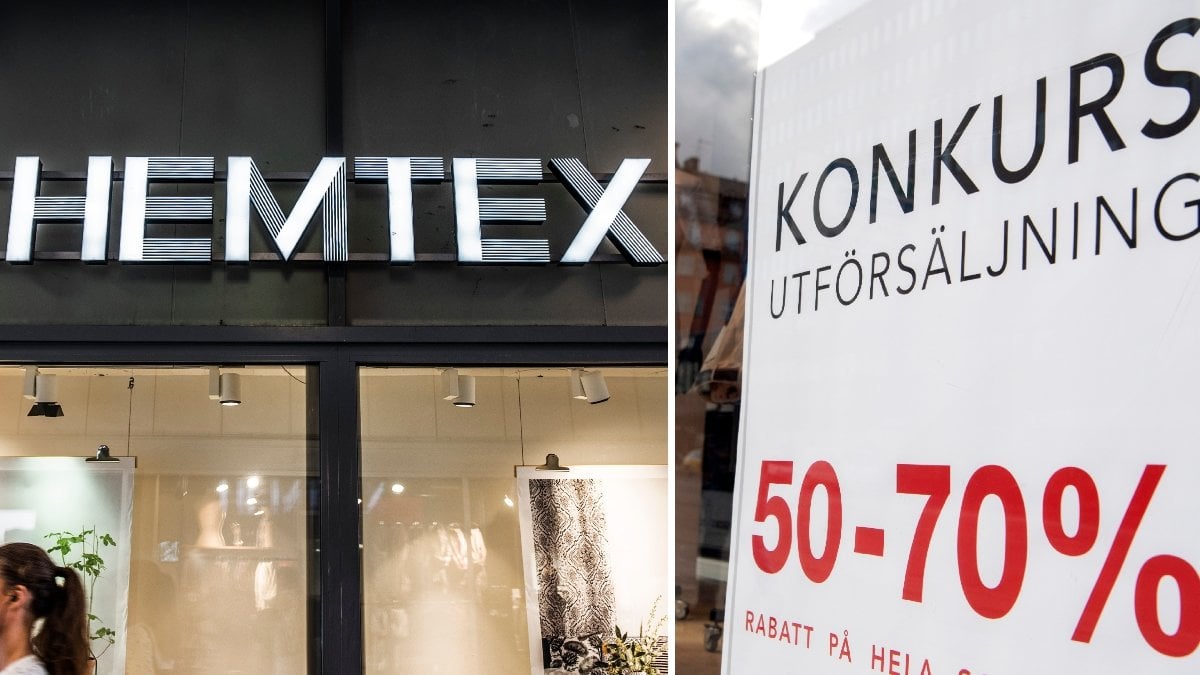 HEMTEX
KONKURS
UTFÖRSÄLJNING
50-70%
RABATT PÅ HELA